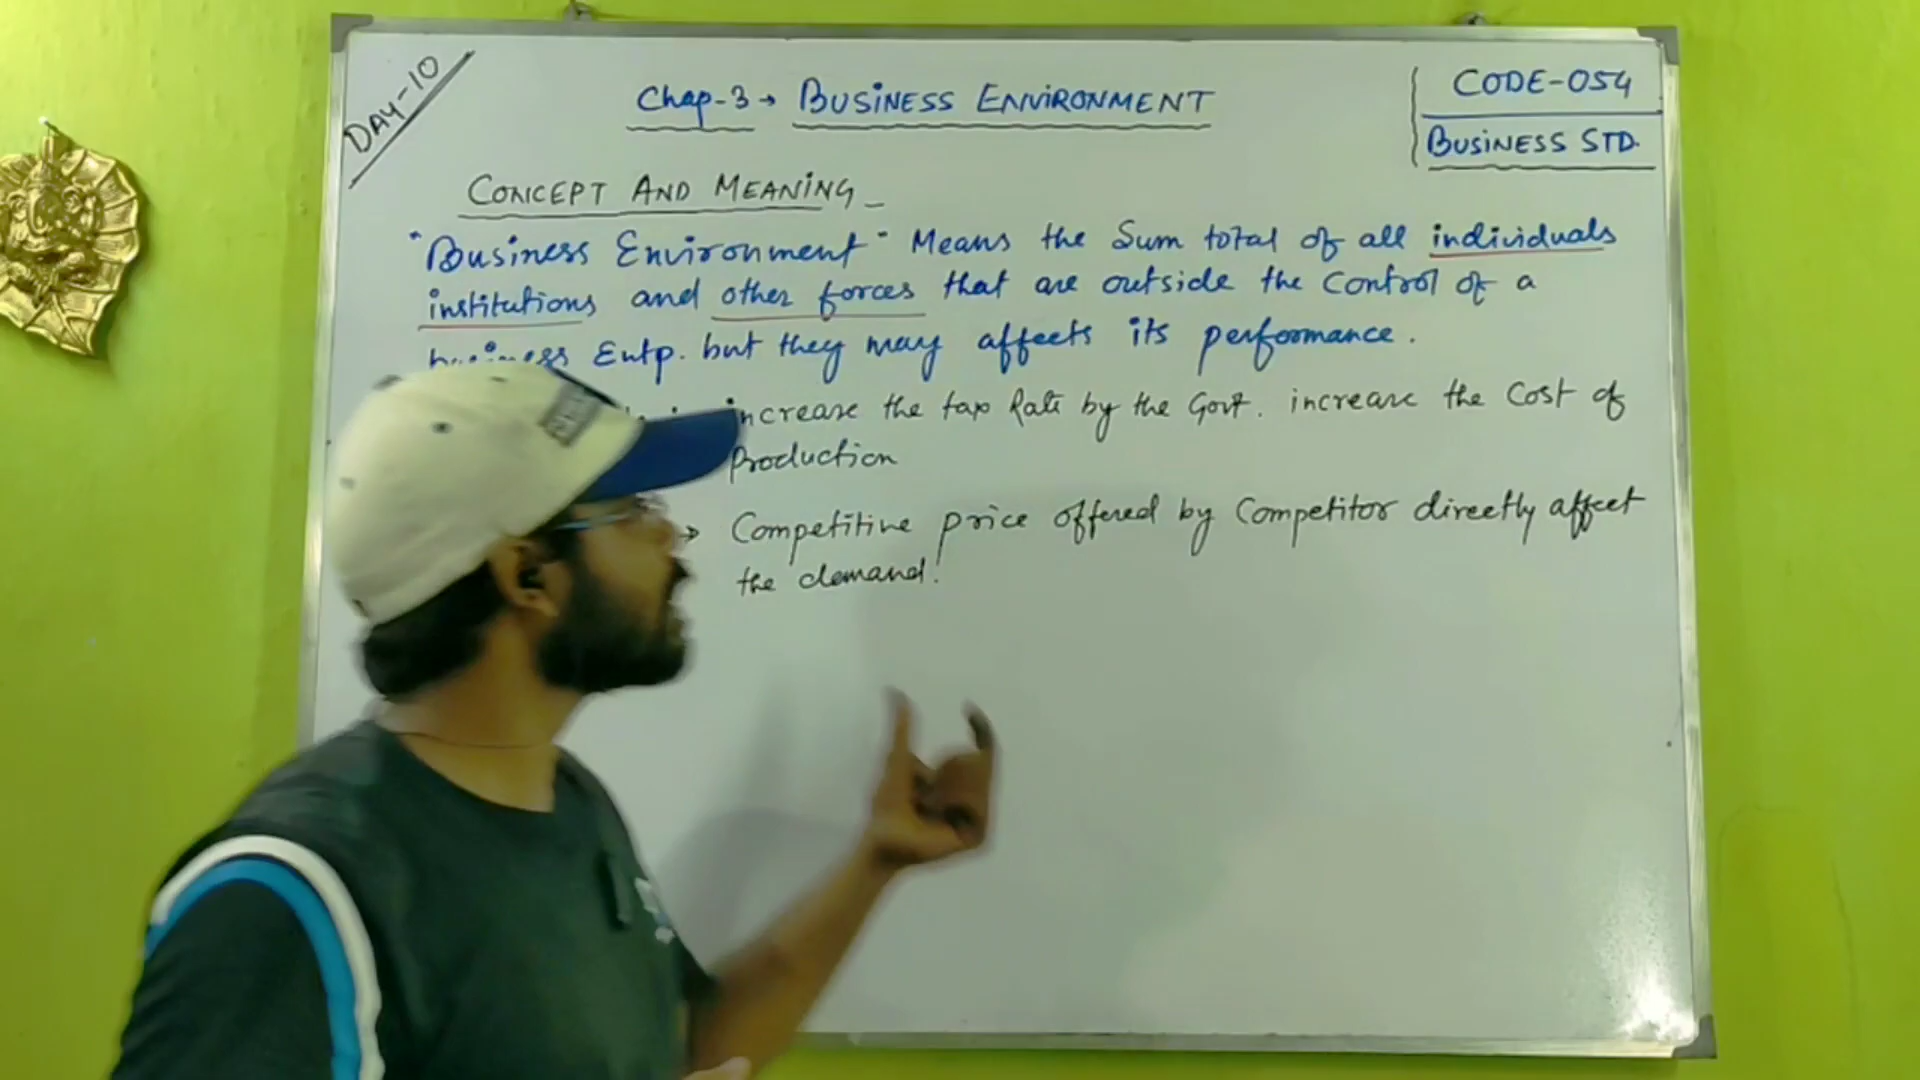 DAY-10
Chap-3 → BUSINESS ENVIRONMENT
CODE-054
BUSINESS STD.
CONCEPT AND MEANING -
"Business Environment" Means the Sum total of all individuals
institutions and other forces that are outside the Control of a
business Entp. but they may affects its performance.
increase the tax Rate by the Govt. increase the Cost of
Production
→ Competitive price offered by Competitor directly affect
the demand.